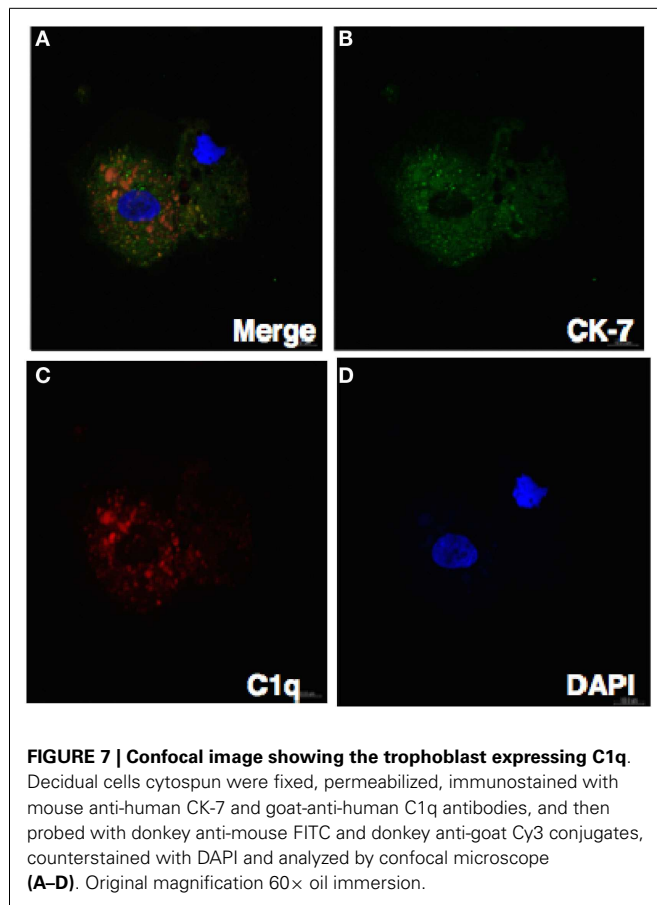 A
B
Merge
CK-7
C
D
C1q
DAPI
FIGURE 7 | Confocal image showing the trophoblast expressing C1q.
Decidual cells cytospun were fixed, permeabilized, immunostained with
mouse anti-human CK-7 and goat-anti-human C1q antibodies, and then
probed with donkey anti-mouse FITC and donkey anti-goat Cy3 conjugates,
counterstained with DAPI and analyzed by confocal microscope
(A–D). Original magnification 60× oil immersion.